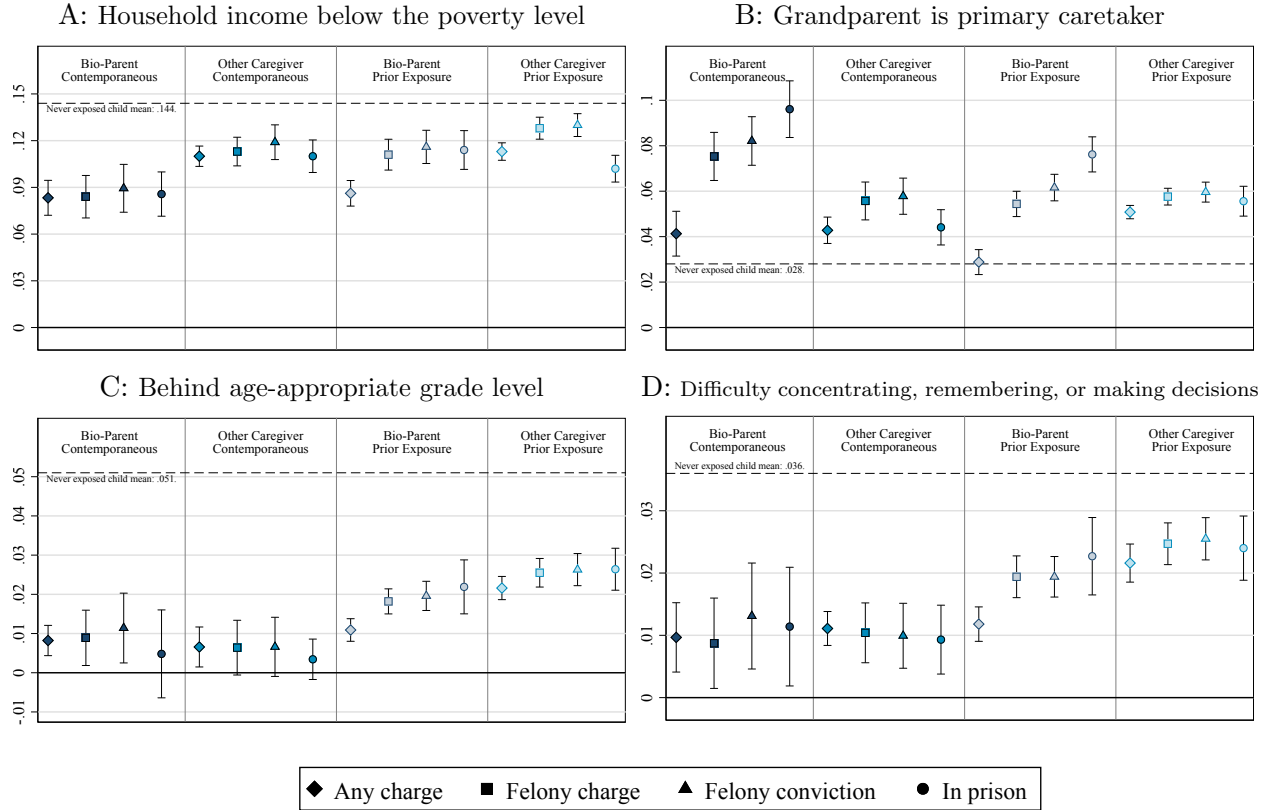 A: Household income below the poverty level
Bio-Parent
Contemporaneous
Other Caregiver
Contemporaneous
Bio-Parent
Prior Exposure
Other Caregiver
Prior Exposure
Never exposed child mean: .144.
.15
.12
.09
.06
.03
0
B: Grandparent is primary caretaker
Bio-Parent
Contemporaneous
Other Caregiver
Contemporaneous
Bio-Parent
Prior Exposure
Other Caregiver
Prior Exposure
.1
.08
.06
.04
.02
0
Never exposed child mean: .028.
C: Behind age-appropriate grade level
Bio-Parent
Contemporaneous
Other Caregiver
Contemporaneous
Bio-Parent
Prior Exposure
Other Caregiver
Prior Exposure
Never exposed child mean: .051.
.05
.04
.03
.02
.01
0
-.01
D: Difficulty concentrating, remembering, or making decisions
Bio-Parent
Contemporaneous
Other Caregiver
Contemporaneous
Bio-Parent
Prior Exposure
Other Caregiver
Prior Exposure
Never exposed child mean: .036.
.03
.02
.01
0
Any charge Felony charge Felony conviction In prison